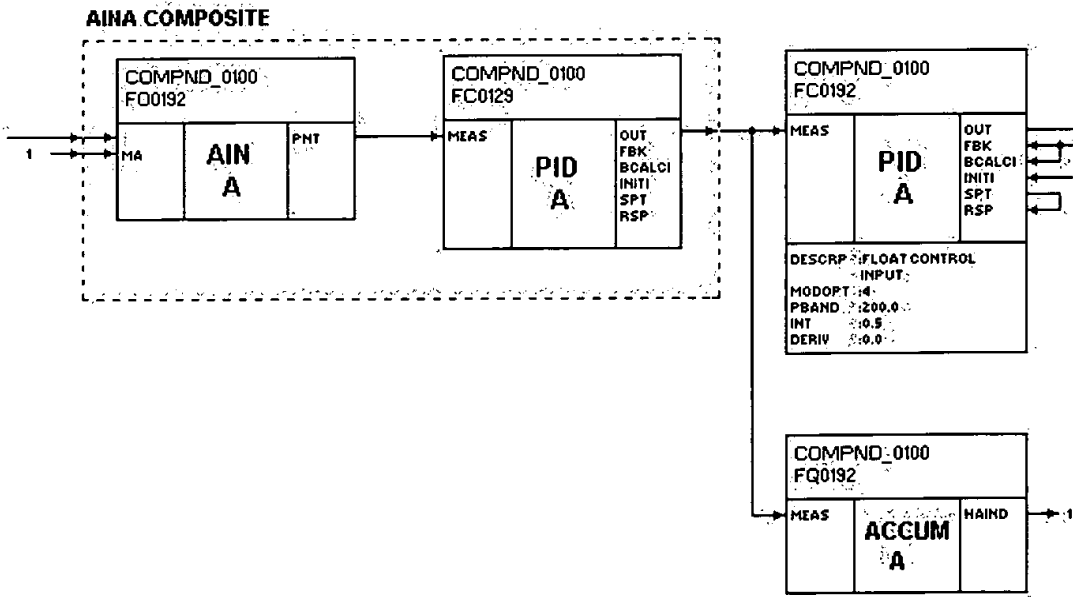 AINA COMPOSITE
COMPND_0100
FO0192
1
MA
AIN
A
PNT
COMPND_0100
FC0129
MEAS
PID
A
OUT
FBK
BCALCI
INITI
SPT
RSP
COMPND_0100
FC0192
MEAS
PID
A
OUT
FBK
BCALCI
INITI
SPT
RSP
DESCRP :FLOAT CONTROL
INPUT
MODOPT :4
PBAND :200.0
INT :0.5
DERIV :0.0
COMPND_0100
FQ0192
MEAS
ACCUM
A
HAIND
1